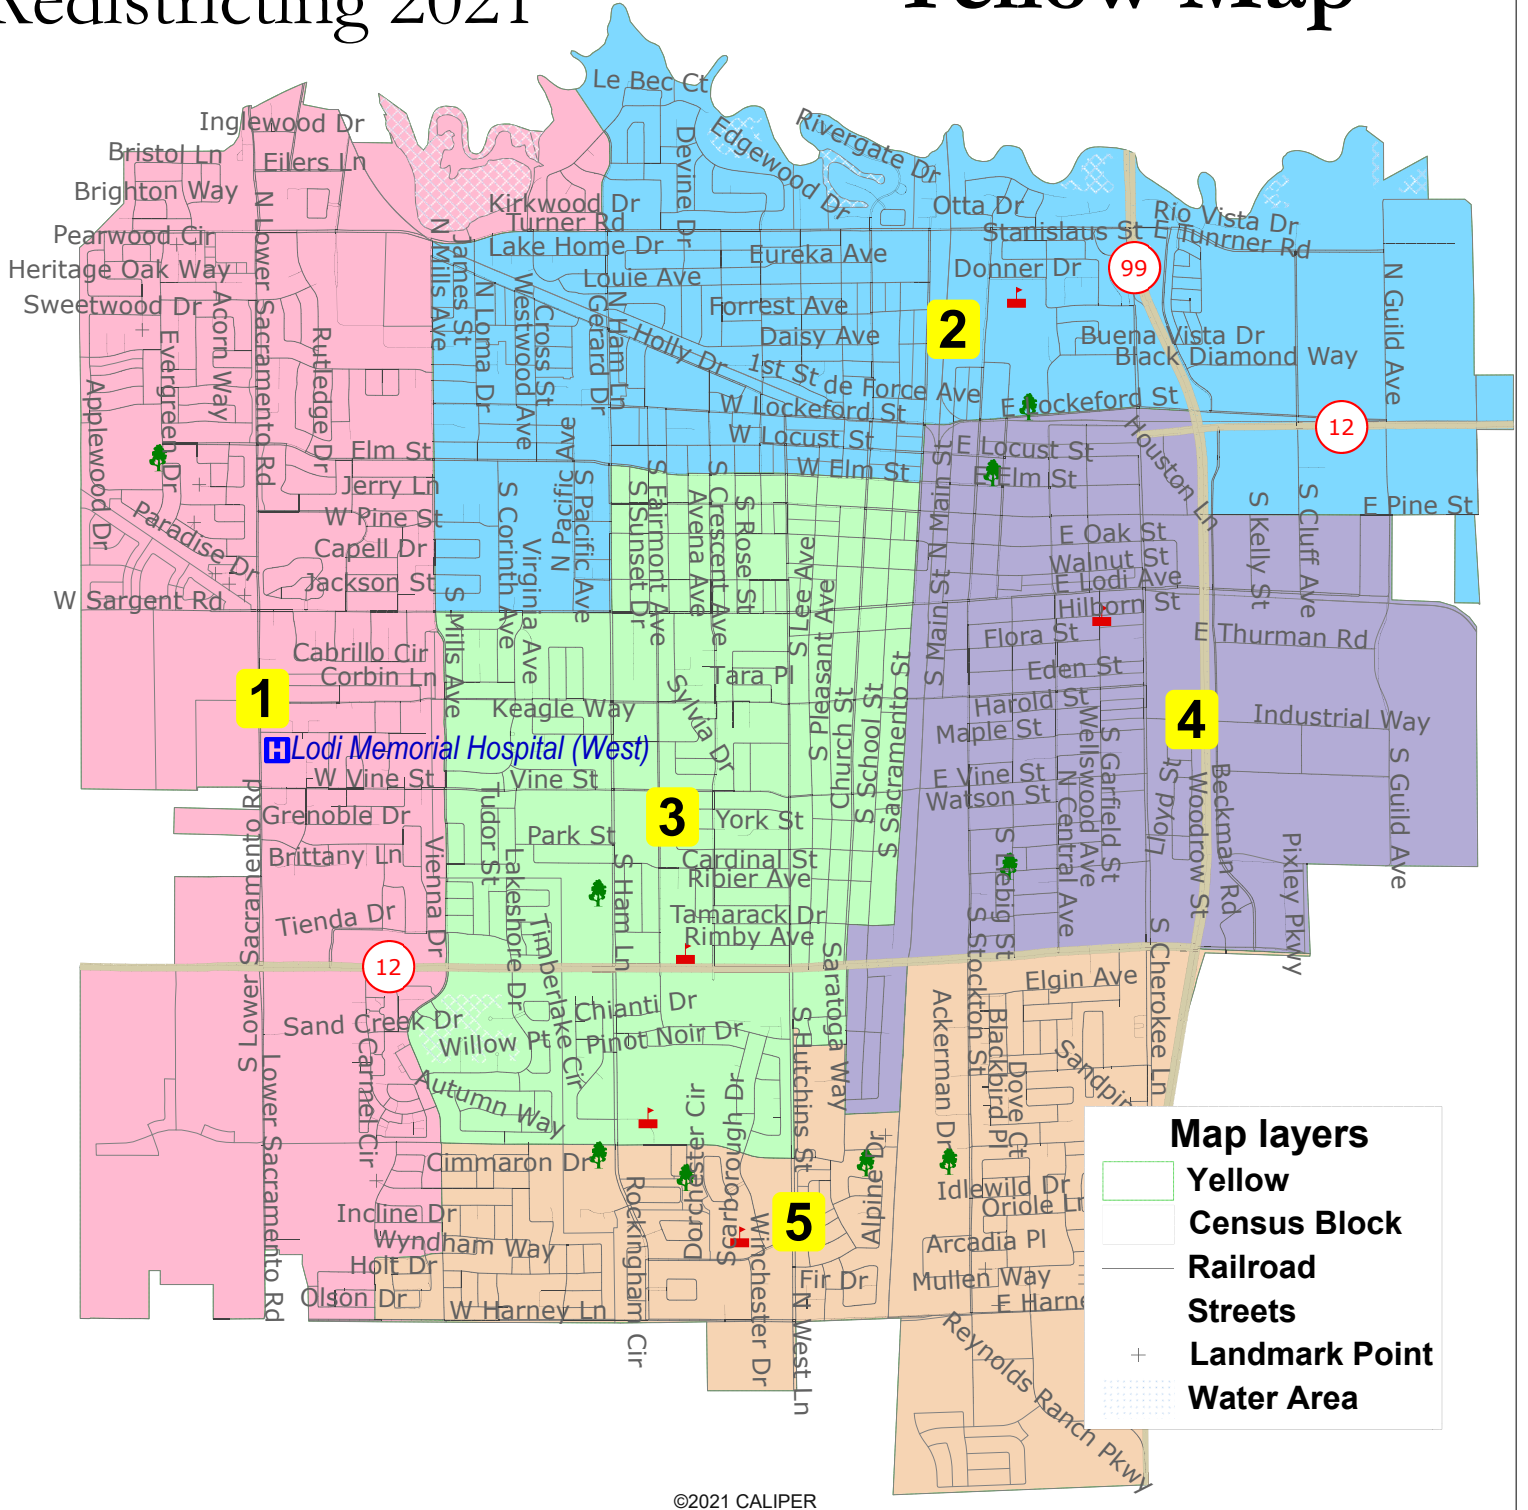 Redistricting 2021
Yellow Map
Le Bec Ct
Inglewood Dr
Rivergate Dr
Edgewood Dr
Devine Dr
Bristol Ln
Eilers Ln
Brighton Way
N Lower Sacramento Rd
Kirkwood Dr
Otta Dr
Rio Vista Dr
Turner Rd
Stanislaus St
E Tunrner Rd
Pearwood Cir
N Mills Ave
James St
Lake Home Dr
Eureka Ave
Heritage Oak Way
Louie Ave
Donner Dr
99
N Guild Ave
Sweetwood Dr
Acorn Way
N Loma Dr
Westwood Ave
Cross St
Gerard Dr
N Ham Ln
Forrest Ave
Evergreen Dr
Rutledge Dr
Holly Dr
Daisy Ave
2
Buena Vista Dr
Black Diamond Way
Applewood Dr
1st St
de Force Ave
W Lockeford St
E Lockeford St
12
W Locust St
E Locust St
Houston Ln
Elm St
W Elm St
E Elm St
N Pacific Ave
S Pacific Ave
Jerry Ln
S Corinth Ave
S Sunset Dr
S Fairmont Ave
Avena Ave
S Crescent Ave
S Rose St
N Main St
S Kelly St
S Cluff Ave
E Pine St
W Pine St
Paradise Dr
Virginia Ave
E Oak St
Capell Dr
S Lee Ave
Walnut St
Jackson St
S Pleasant Ave
E Lodi Ave
W Sargent Rd
S Mills Ave
S Main St
Hilborn St
Flora St
E Thurman Rd
Cabrillo Cir
Corbin Ln
Tara Pl
Eden St
1
Sylvia Dr
Church St
S School St
S Sacramento St
Keagle Way
Harold St
4
Industrial Way
Maple St
Wellswood Ave
S Garfield St
Lodi Memorial Hospital (West)
W Vine St
Vine St
E Vine St
N Central Ave
Lloyd St
Woodrow St
Beckman Rd
S Guild Ave
Watson St
S Lower Sacramento Rd
Grenoble Dr
Tudor St
3
York St
Park St
S Liebig St
Pixley Pkwy
Brittany Ln
Vienna Dr
Lakeshore Dr
S Ham Ln
Cardinal St
Ribier Ave
Tienda Dr
Timberlake Cir
Tamarack Dr
Rimby Ave
Saratoga Way
S Stockton St
S Cherokee Ln
12
Elgin Ave
Chianti Dr
Sand Creek Dr
Willow Pt
Pinot Noir Dr
S Hutchins St
Ackerman Dr
Blackbird Pl
Dove Ct
Lower Sacramento Rd
Carmel Cir
Autumn Way
Dorchester Cir
Scarborough Dr
Cimmaron Dr
Alpine Dr
Idlewild Dr
Incline Dr
Rockingham Cir
Winchester Dr
5
Wyndham Way
Arcadia Pl
Holt Dr
Fir Dr
Mullen Way
Olson Dr
W Harney Ln
N West Ln
Reynolds Ranch Pkwy
Map layers
Yellow
Census Block
Railroad
Streets
Landmark Point
Water Area
©2021 CALIPER